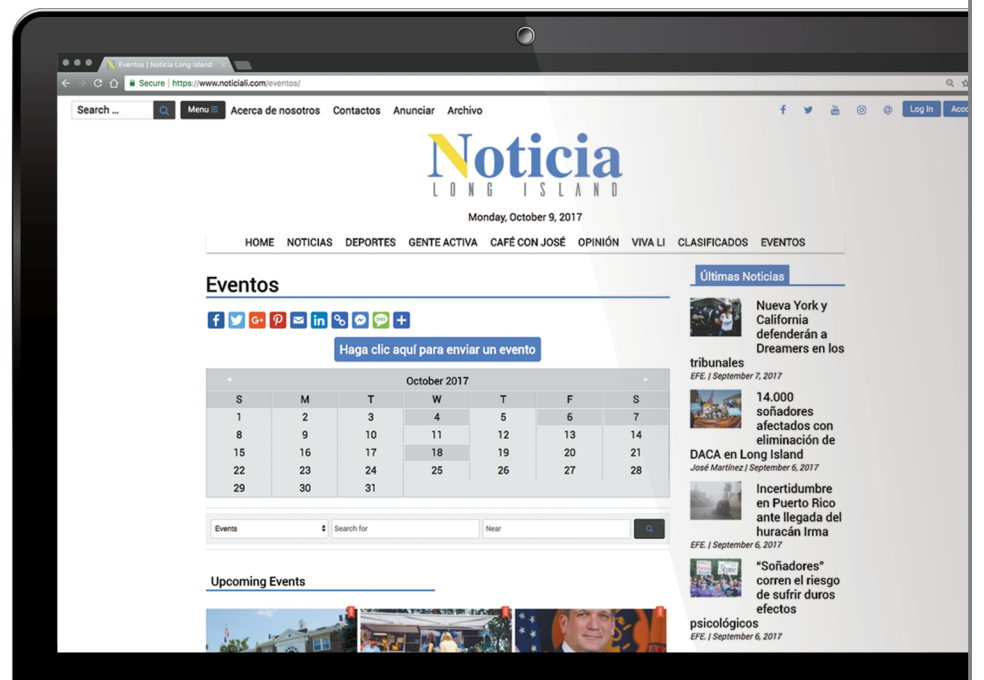 Eventos | Noticia Long Island
Secure | https://www.noticiali.com/eventos/
Search ...
Menu
Acerca de nosotros
Contactos
Anunciar
Archivo
Log In
Noticia
LONG ISLAND
Monday, October 9, 2017
HOME NOTICIAS DEPORTES GENTE ACTIVA CAFÉ CON JOSÉ OPINIÓN VIVA LI CLASIFICADOS EVENTOS
Eventos
Haga clic aquí para enviar un evento
October 2017
S M T W T F S
1 2 3 4 5 6 7
8 9 10 11 12 13 14
15 16 17 18 19 20 21
22 23 24 25 26 27 28
29 30 31
Events
Search for
Near
Upcoming Events
Últimas Noticias
Nueva York y
California
defenderán a
Dreamers en los
tribunales
EFE. | September 7, 2017
14.000
soñadores
afectados con
eliminación de
DACA en Long Island
José Martínez | September 6, 2017
Incertidumbre
en Puerto Rico
ante llegada del
huracán Irma
EFE. | September 6, 2017
“Soñadores”
corren el riesgo
de sufrir duros
efectos
psicológicos
EFE. | September 6, 2017